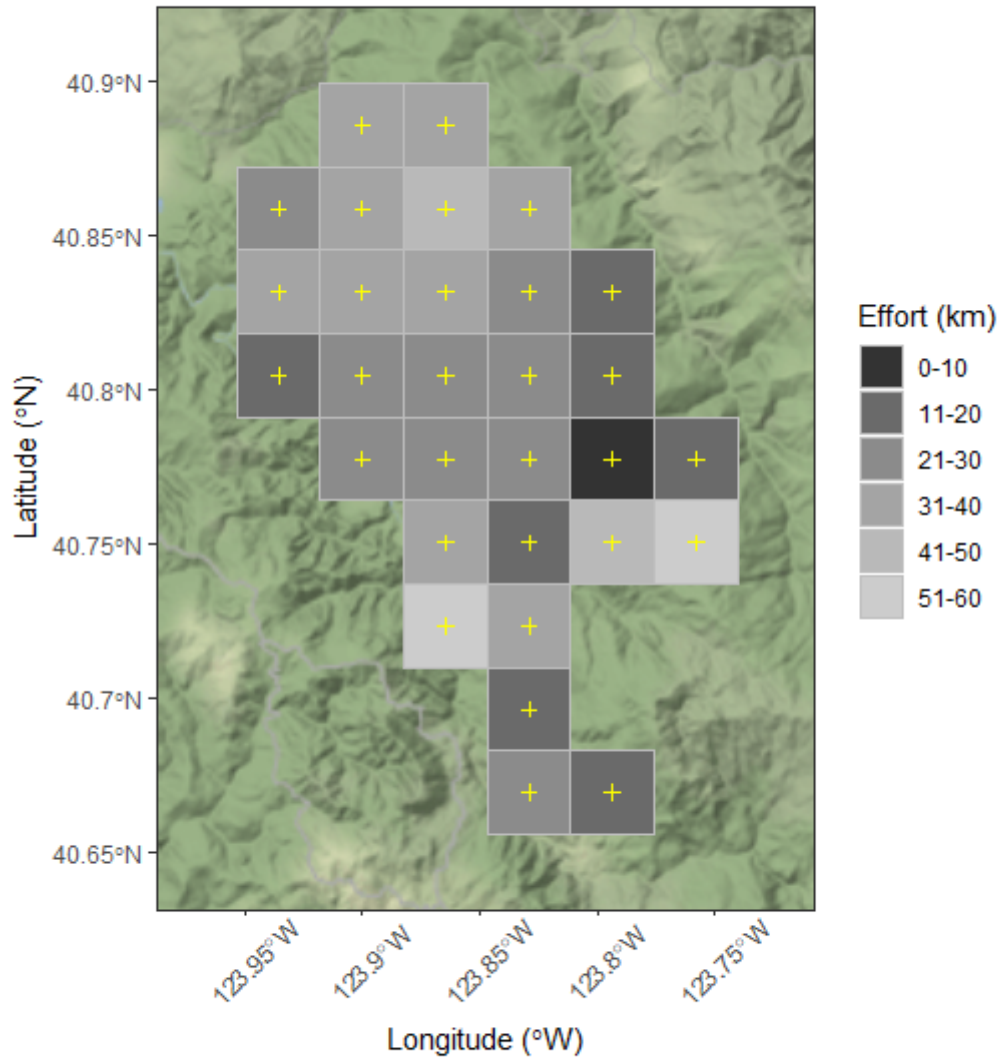 40.9°N
40.85°N
40.8°N
40.75°N
40.7°N
40.65°N
Latitude (°N)
123.95°W
123.9°W
123.85°W
123.8°W
123.75°W
Longitude (°W)
Effort (km)
0-10
11-20
21-30
31-40
41-50
51-60